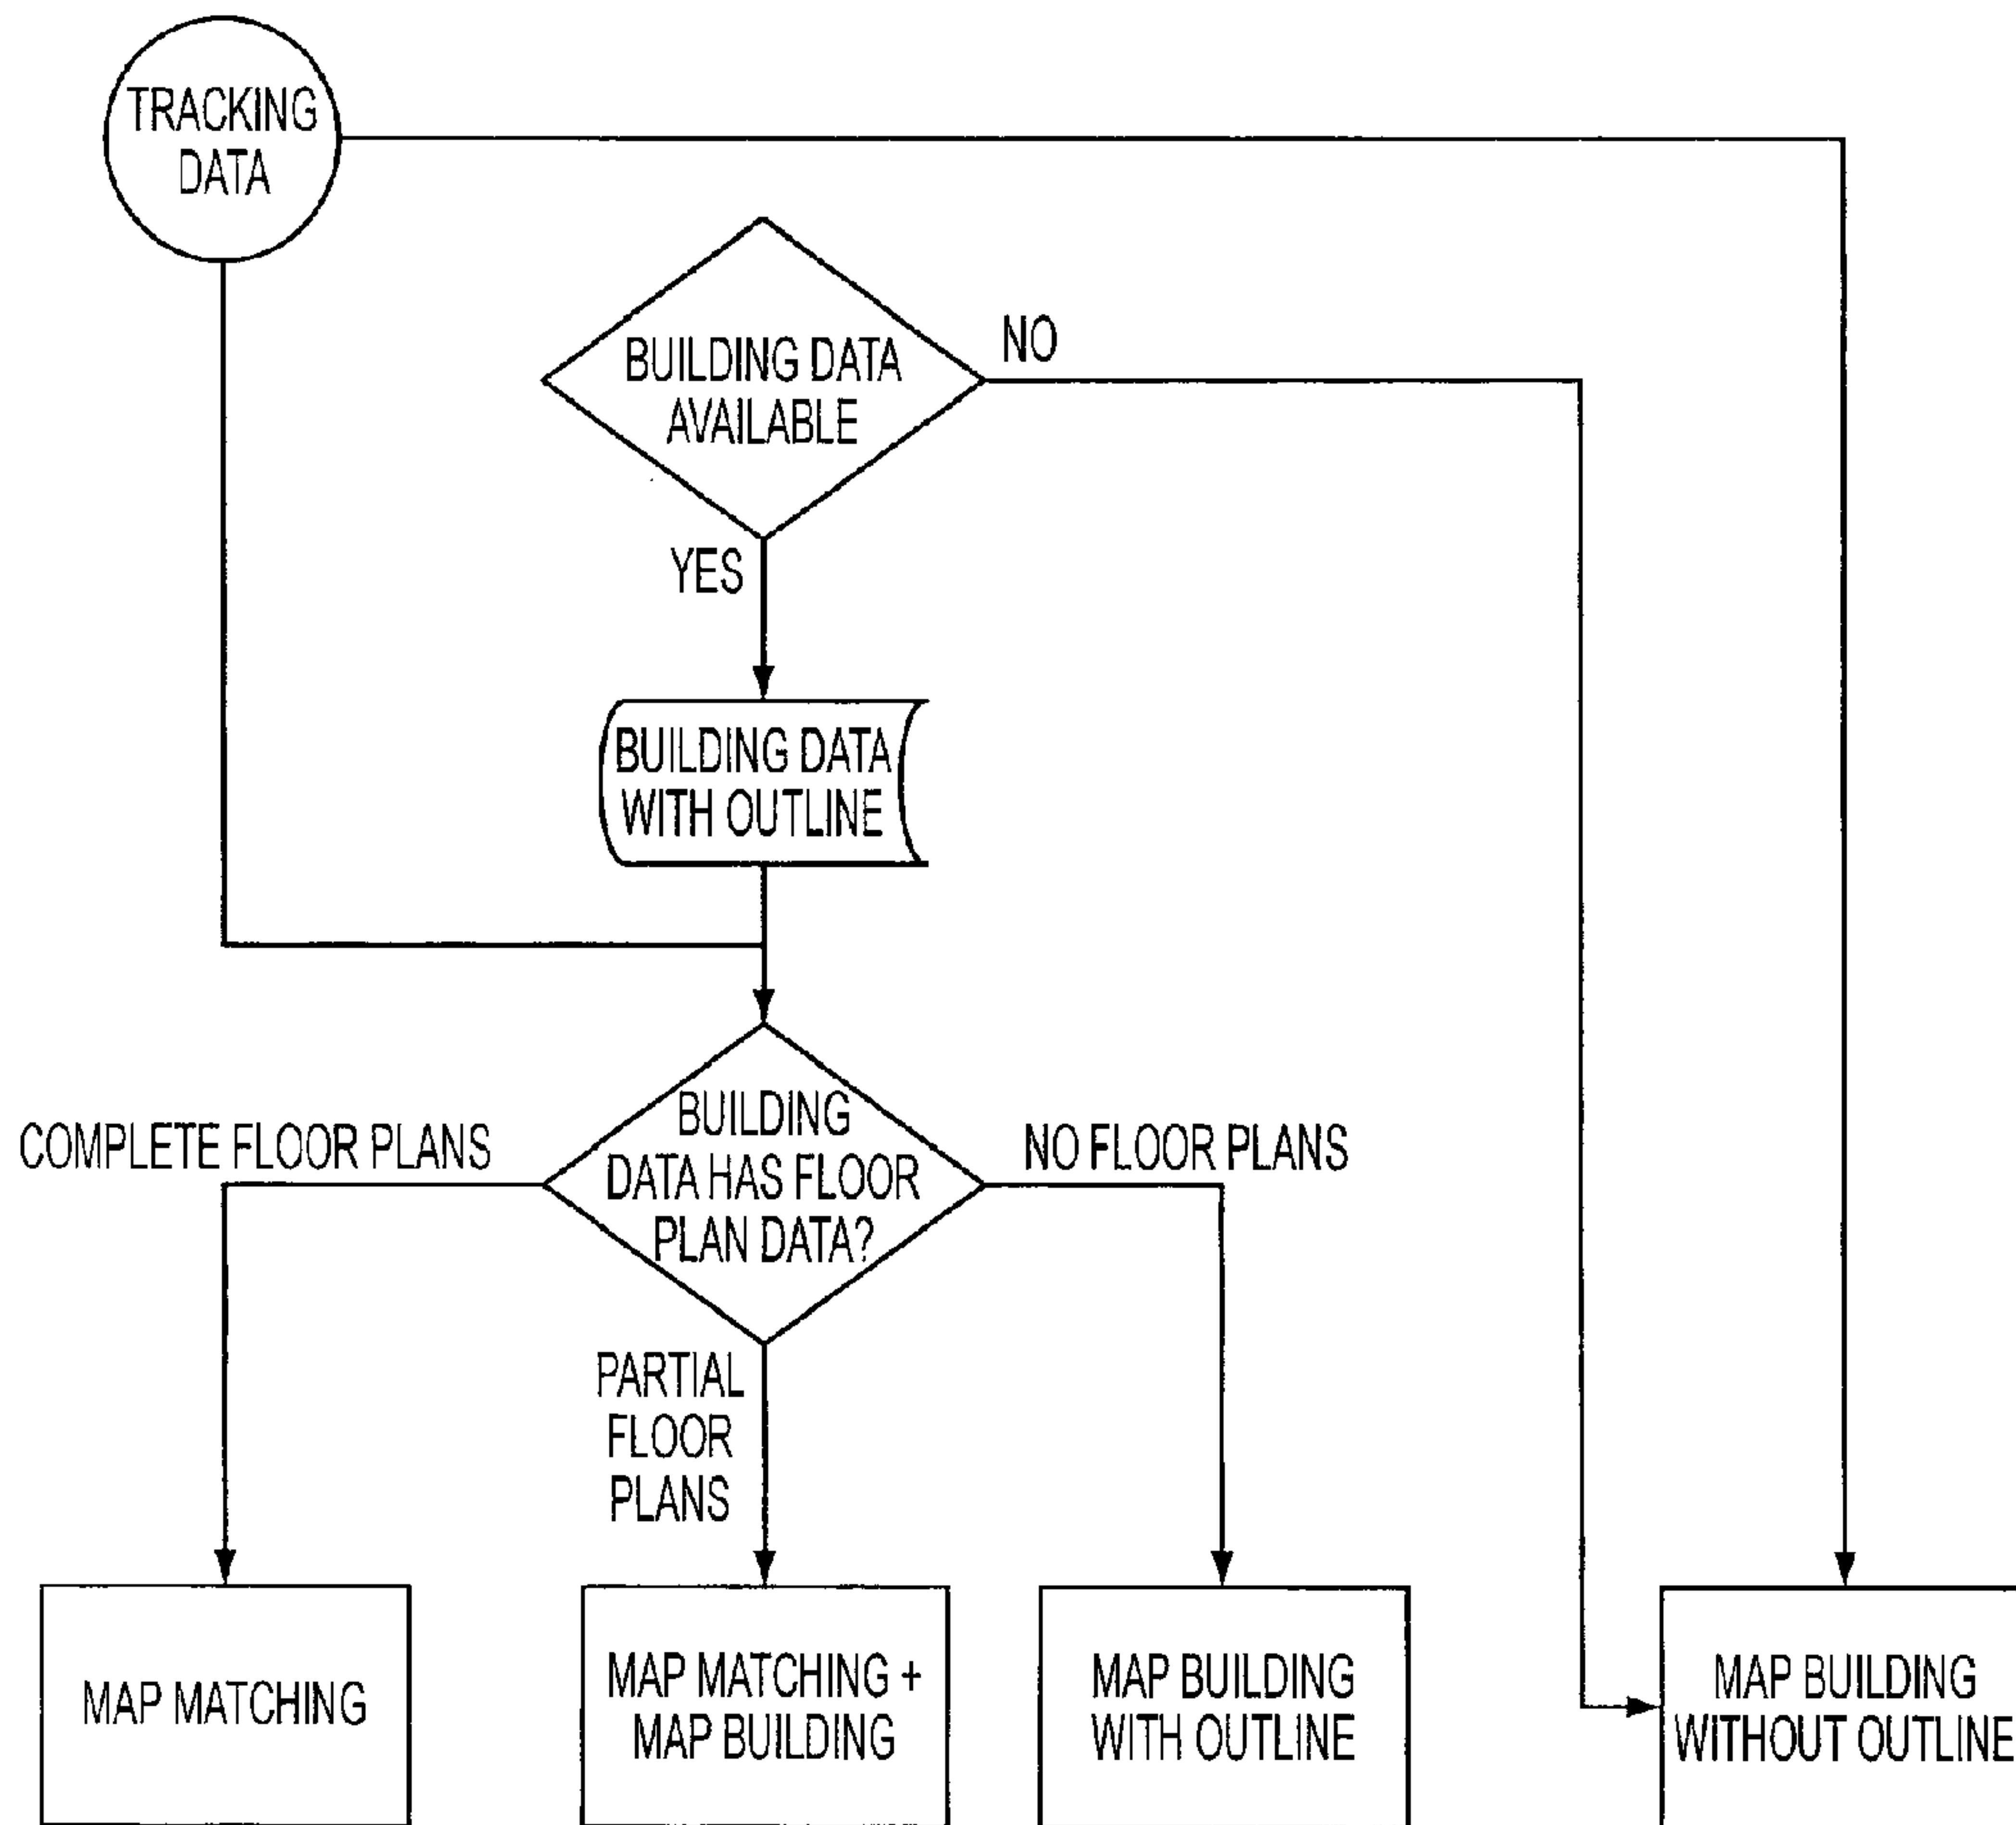 TRACKING
DATA
BUILDING DATA
AVAILABLE
NO
YES
BUILDING DATA
WITH OUTLINE
COMPLETE FLOOR PLANS
BUILDING
DATA HAS FLOOR
PLAN DATA?
NO FLOOR PLANS
PARTIAL
FLOOR
PLANS
MAP MATCHING
MAP MATCHING +
MAP BUILDING
MAP BUILDING
WITH OUTLINE
MAP BUILDING
WITHOUT OUTLINE